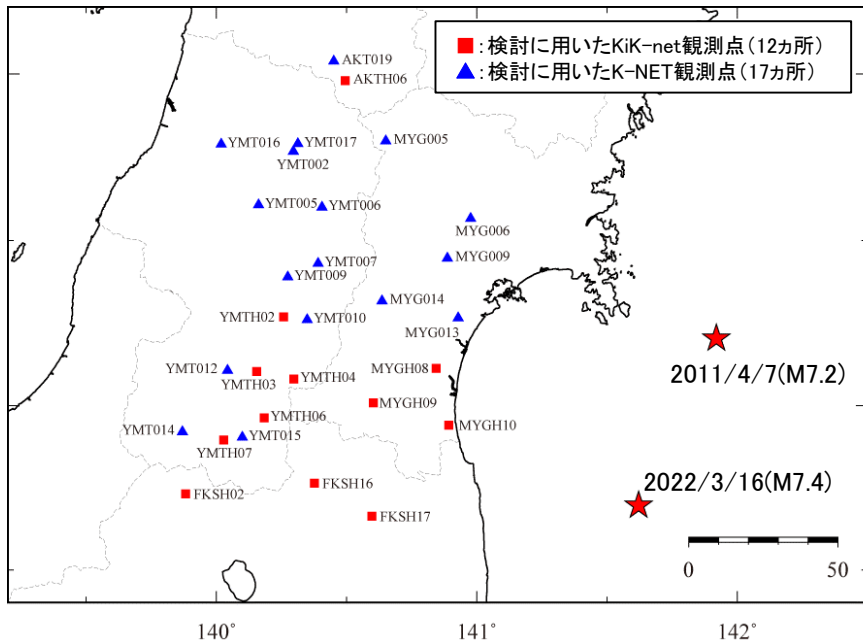 ■:検討に用いたKiK-net観測点(12ヵ所)
▲:検討に用いたK-NET観測点(17ヵ所)
AKT019
AKTH06
YMT016
YMT017
MYG005
YMT002
YMT005
YMT006
MYG006
YMT007
MYG009
YMT009
MYG014
YMTH02
YMT010
MYG013
2011/4/7(M7.2)
YMT012
YMTH03
YMTH04
MYGH08
MYGH09
YMTH06
MYGH10
YMT014
YMT015
YMTH07
FKSH02
FKSH16
2022/3/16(M7.4)
FKSH17
0 50
140° 141° 142°